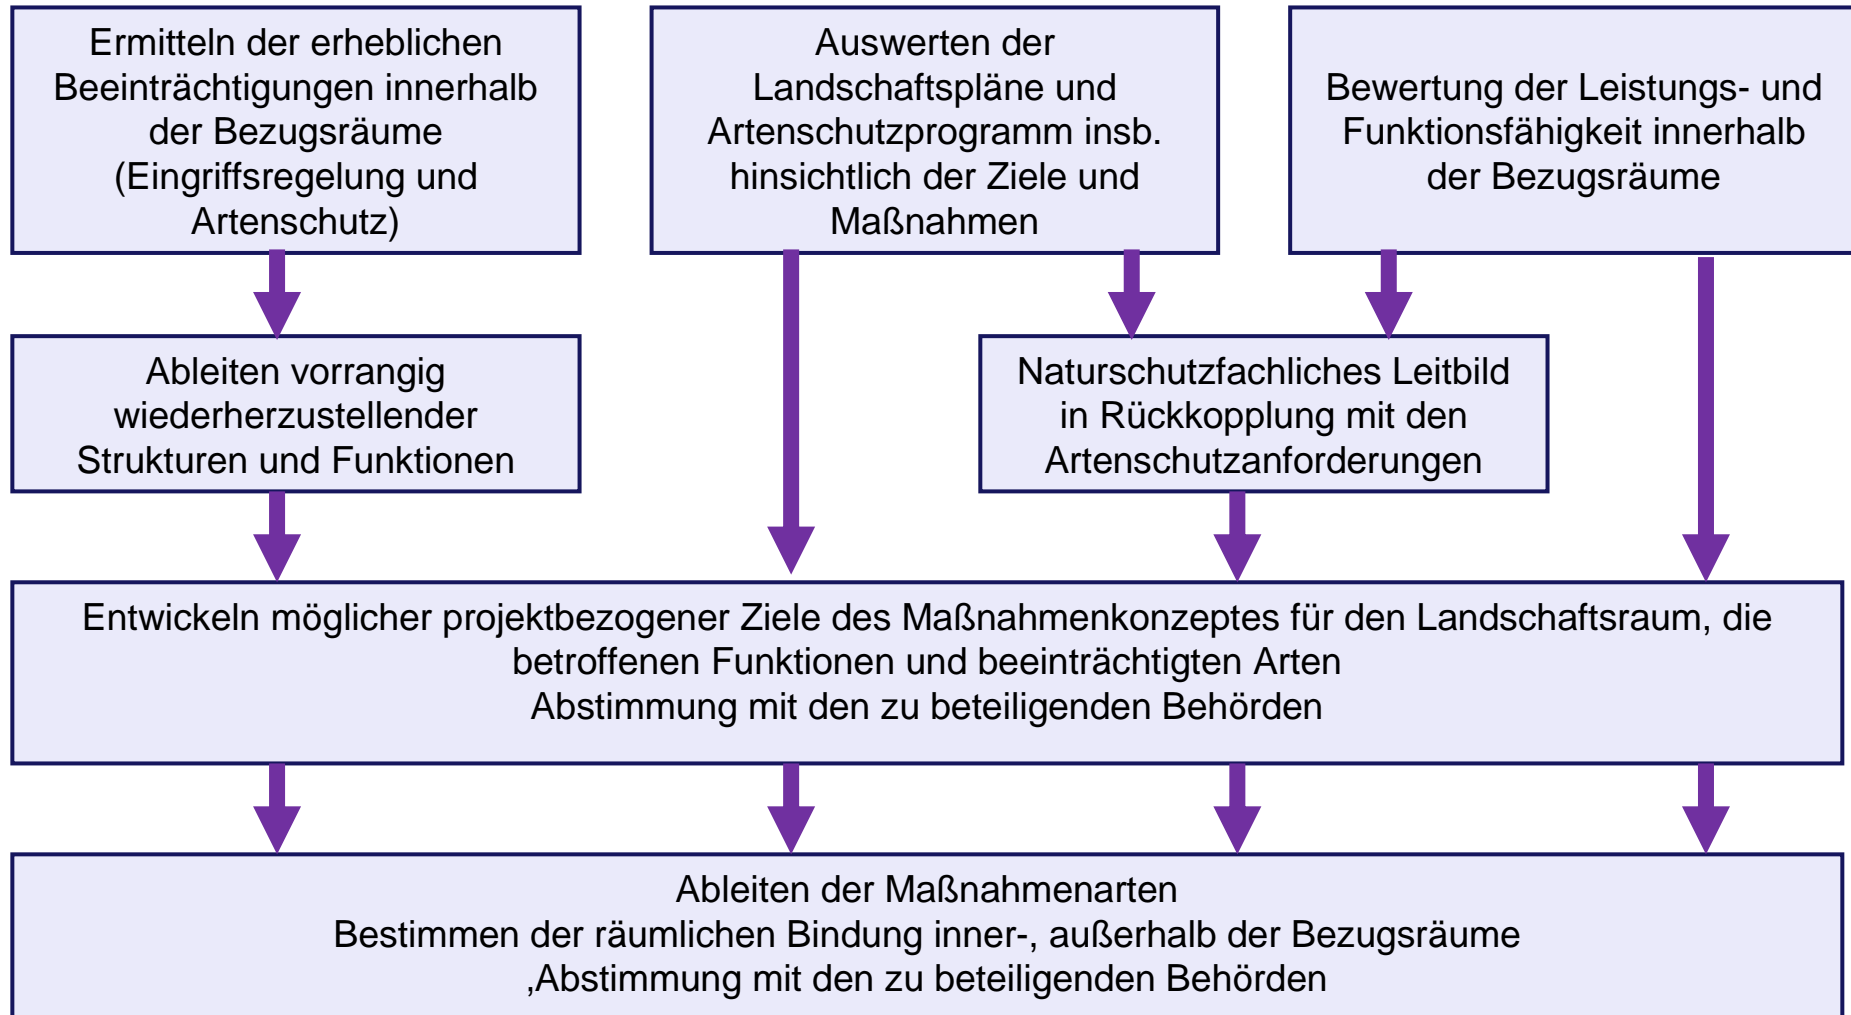 Ermitteln der erheblichen
Beeinträchtigungen innerhalb
der Bezugsräume
(Eingriffsregelung und
Artenschutz)
Auswerten der
Landschaftspläne und
Artenschutzprogramm insb.
hinsichtlich der Ziele und
Maßnahmen
Bewertung der Leistungs- und
Funktionsfähigkeit innerhalb
der Bezugsräume
Ableiten vorrangig
wiederherzustellender
Strukturen und Funktionen
Naturschutzfachliches Leitbild
in Rückkopplung mit den
Artenschutzanforderungen
Entwickeln möglicher projektbezogener Ziele des Maßnahmenkonzeptes für den Landschaftsraum, die
betroffenen Funktionen und beeinträchtigten Arten
Abstimmung mit den zu beteiligenden Behörden
Ableiten der Maßnahmenarten
Bestimmen der räumlichen Bindung inner-, außerhalb der Bezugsräume
,Abstimmung mit den zu beteiligenden Behörden